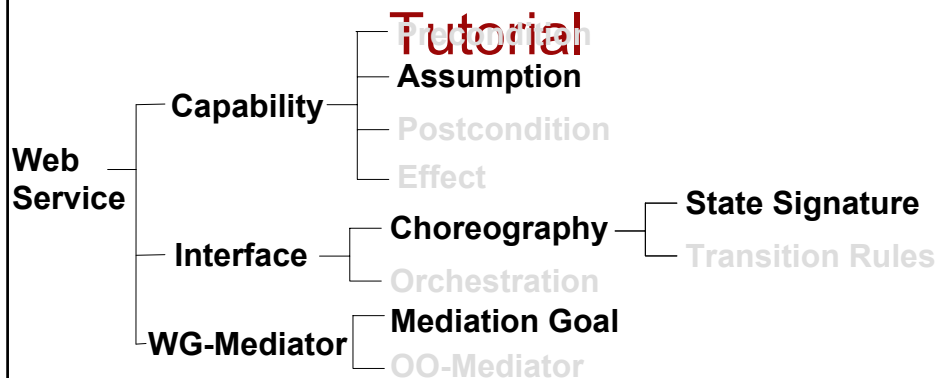 Tutorial
Precondition
Assumption
Capability
Postcondition
Web
Service
Effect
State Signature
Choreography
Interface
Transition Rules
Orchestration
Mediation Goal
WG-Mediator
OO-Mediator